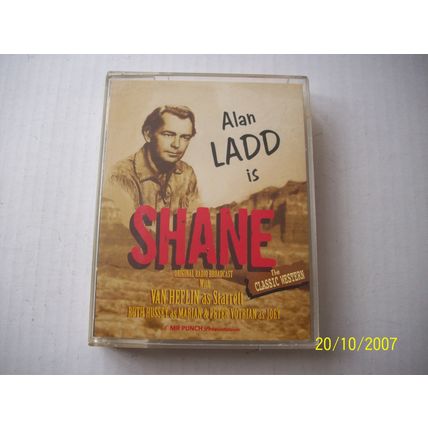 Alan
LADD
is
SHANE
ORIGINAL RADIO BROADCAST
The
CLASSIC WESTERN
With
VAN HEFLIN as Starrett
RUTH HUSSEY as MARIAN & PETER VOTRIAN as JOEY
MR PUNCH
20/10/2007